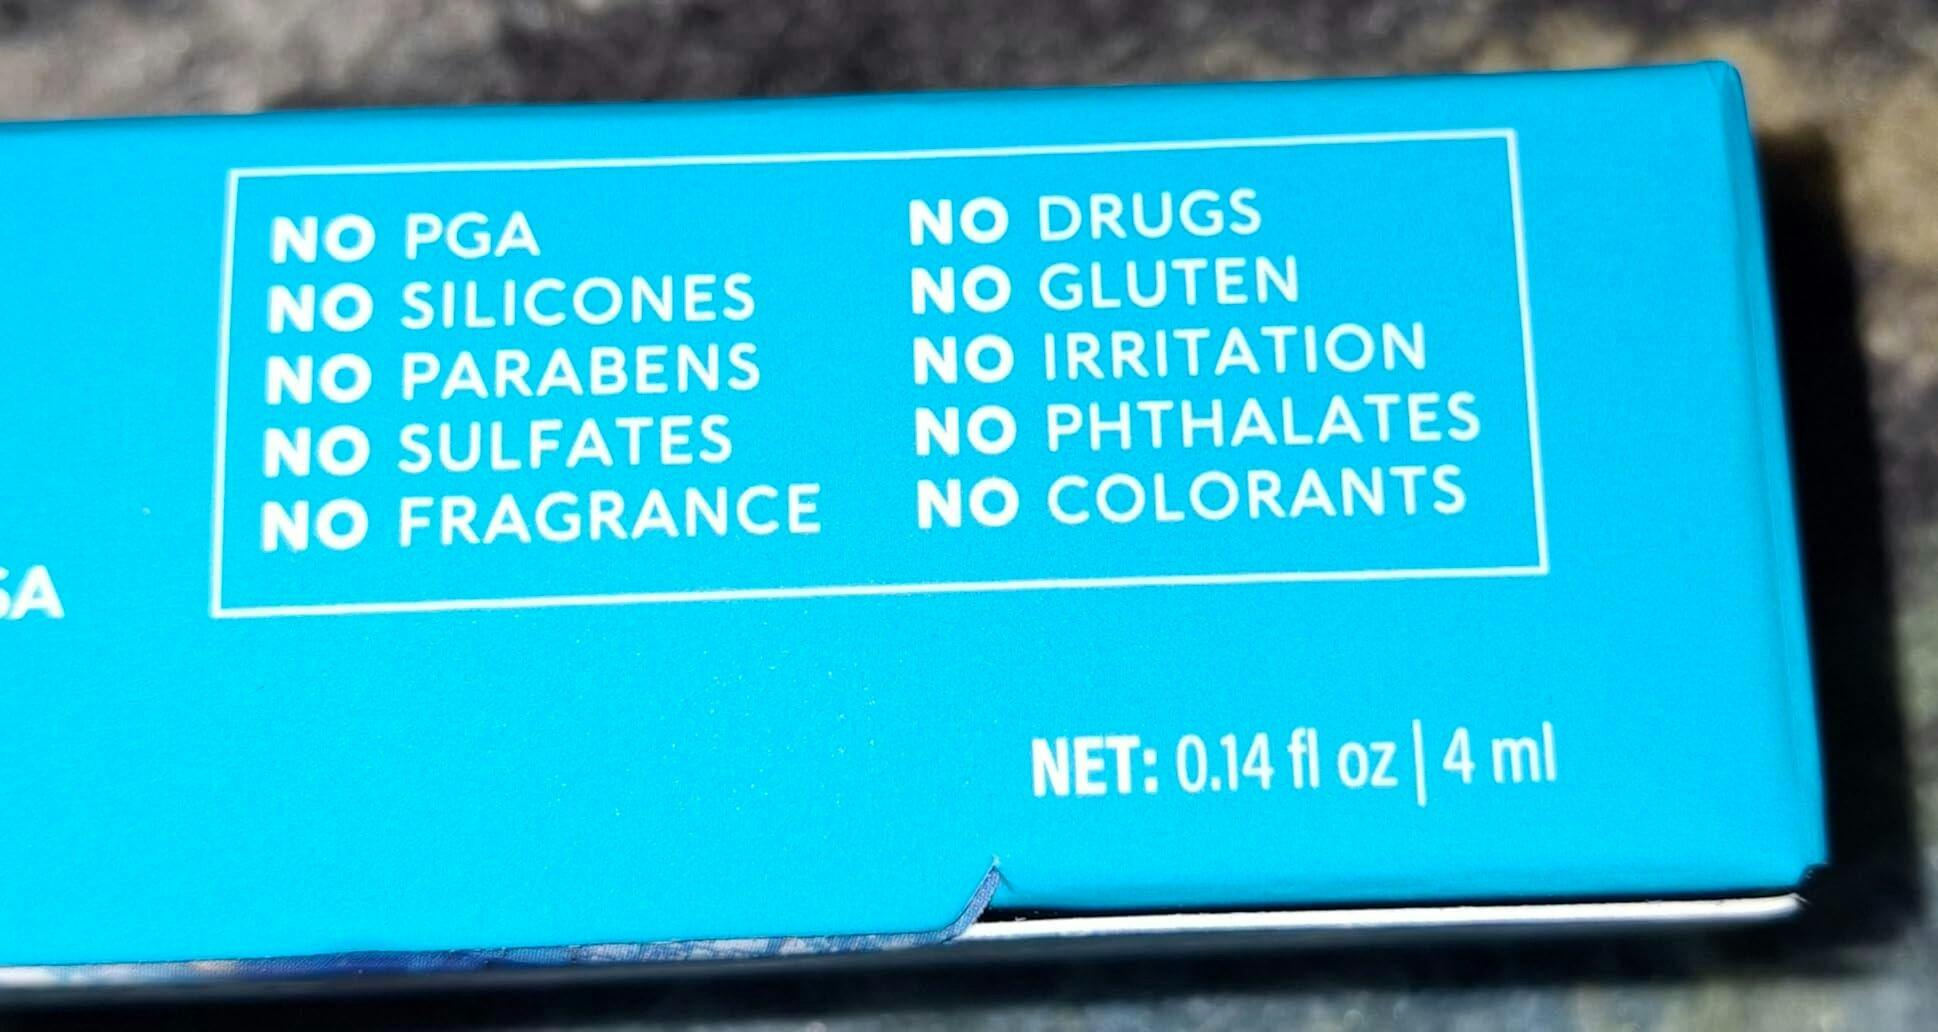 NO PGA
NO SILICONES
NO PARABENS
NO SULFATES
NO FRAGRANCE
NO DRUGS
NO GLUTEN
NO IRRITATION
NO PHTHALATES
NO COLORANTS
NET: 0.14 fl oz | 4 ml